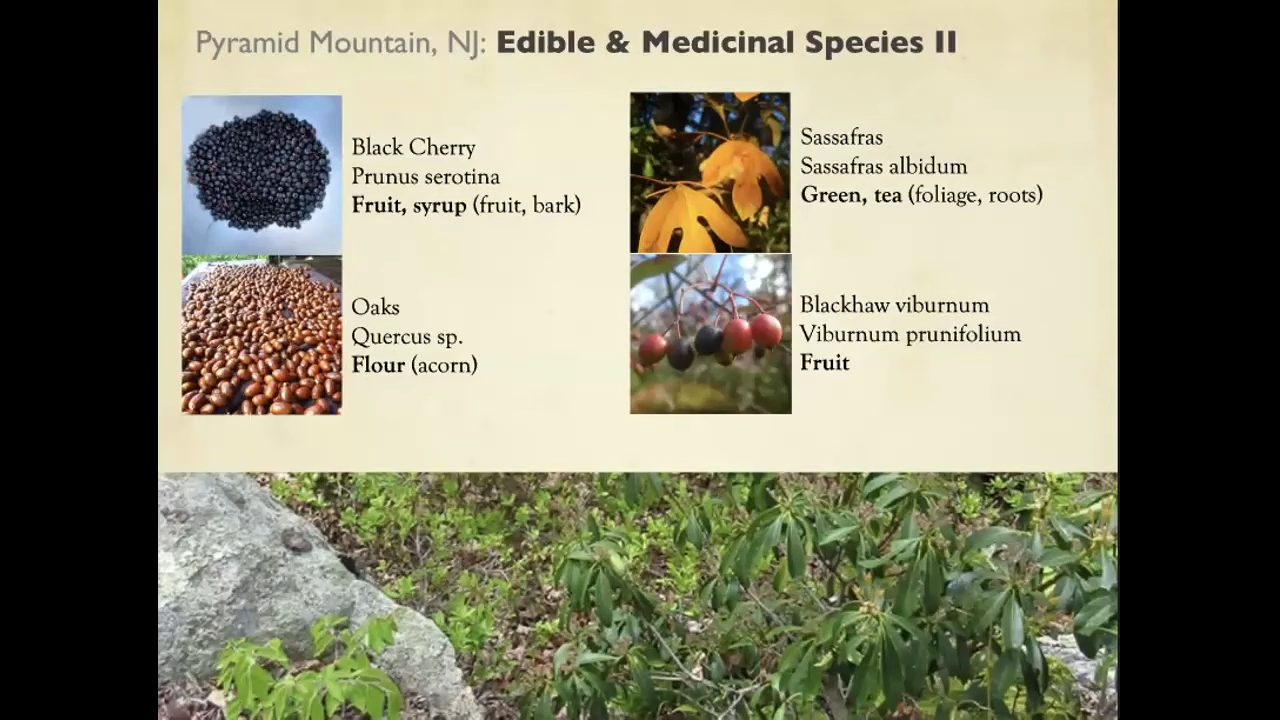 Pyramid Mountain, NJ: Edible & Medicinal Species II
Black Cherry
Prunus serotina
Fruit, syrup (fruit, bark)
Oaks
Quercus sp.
Flour (acorn)
Sassafras
Sassafras albidum
Green, tea (foliage, roots)
Blackhaw viburnum
Viburnum prunifolium
Fruit